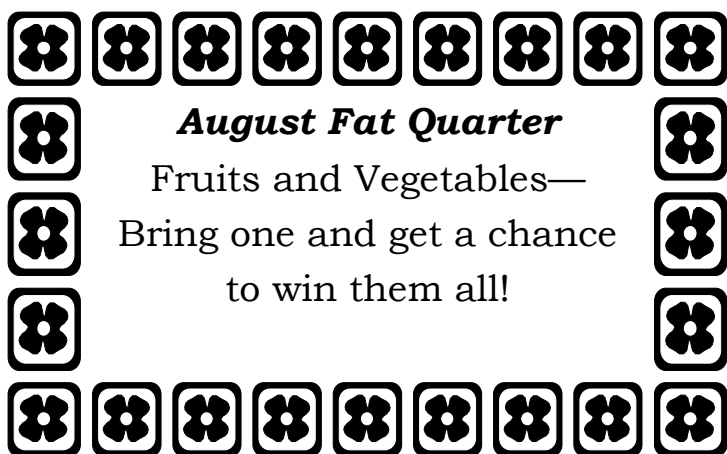 August Fat Quarter
Fruits and Vegetables—
Bring one and get a chance
to win them all!